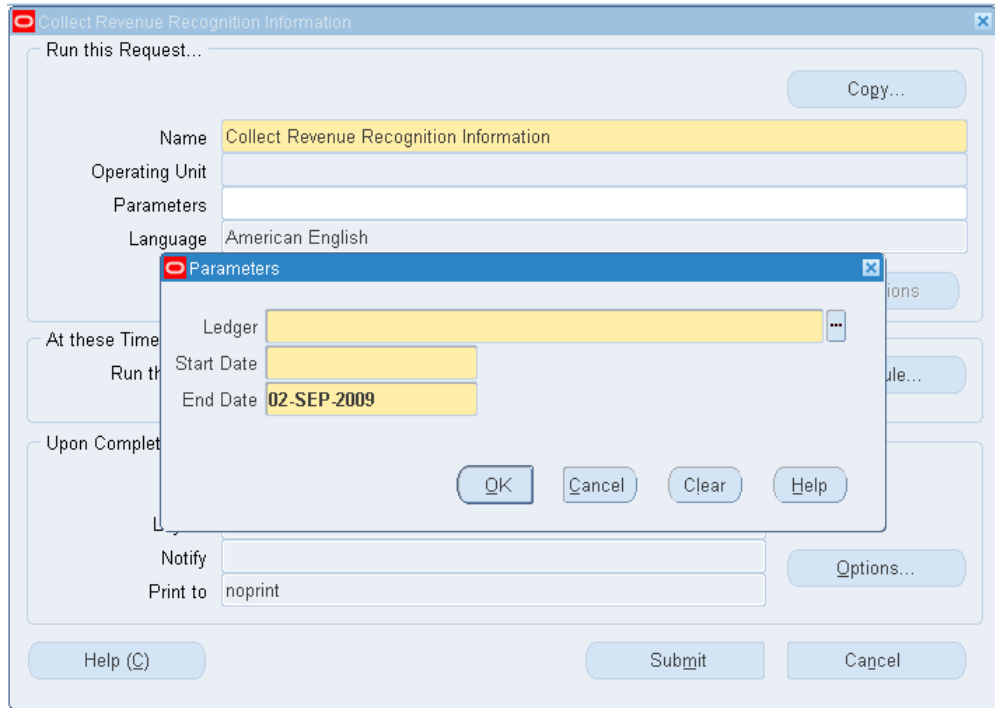 Collect Revenue Recognition Information
Run this Request...
Copy...
Name Collect Revenue Recognition Information
Operating Unit
Parameters
Language American English
Parameters
Ledger
Start Date
End Date 02-SEP-2009
OK Cancel Clear Help
ions
At these Time
Run th
ule...
Upon Complet
Notify
Options...
Print to noprint
Help (C) Submit Cancel